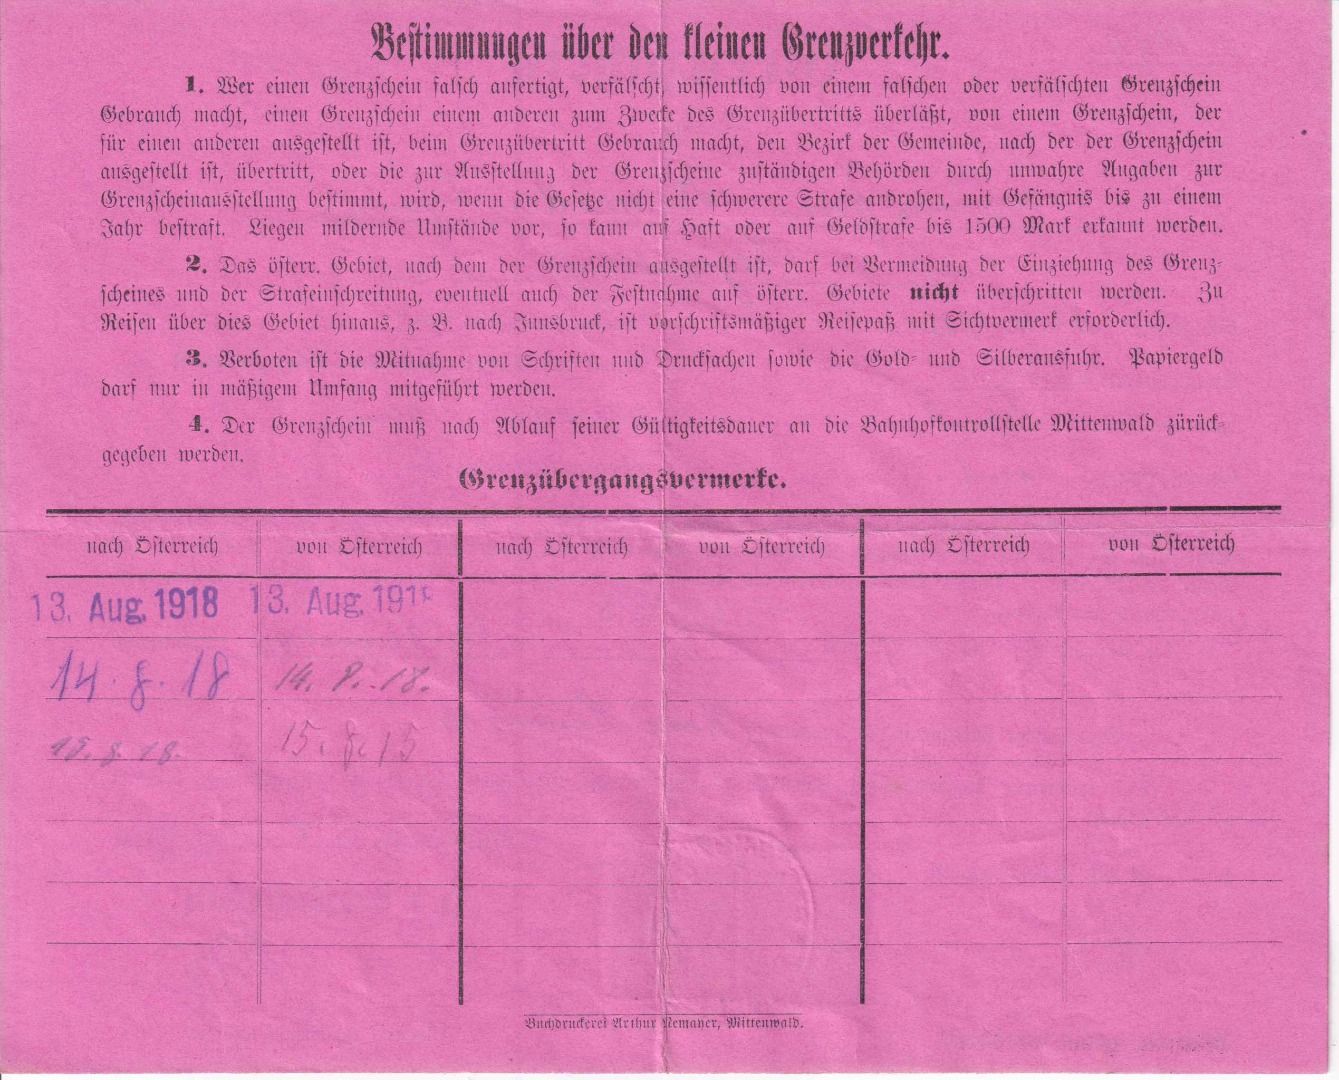 Bestimmungen über den kleinen Grenzverkehr.
1. Wer einen Grenzschein falsch anfertigt, verfälscht, wissentlich von einem falschen oder verfälschten Grenzschein
Gebrauch macht, einen Grenzschein einem anderen zum Zwecke des Grenzübertritts überläßt, von einem Grenzschein, der
für einen anderen ausgestellt ist, beim Grenzübertritt Gebrauch macht, den Bezirk der Gemeinde, nach der der Grenzschein
ausgestellt ist, übertritt, oder die zur Ausstellung der Grenzscheine zuständigen Behörden durch unwahre Angaben zur
Grenzscheinausstellung bestimmt, wird, wenn die Gesetze nicht eine schwerere Strafe androhen, mit Gefängnis bis zu einem
Jahr bestraft. Liegen mildernde Umstände vor, so kann auf Haft oder auf Geldstrafe bis 1500 Mark erkannt werden.
2. Das österr. Gebiet, nach dem der Grenzschein ausgestellt ist, darf bei Vermeidung der Einziehung des Grenz-
scheines und der Strafeinschreitung, eventuell auch der Festnahme auf österr. Gebiete nicht überschritten werden. Zu
Reisen über dies Gebiet hinaus, z. B. nach Innsbruck, ist vorschriftsmäßiger Reisepaß mit Sichtvermerk erforderlich.
3. Verboten ist die Mitnahme von Schriften und Drucksachen sowie die Gold- und Silberausfuhr. Papiergeld
darf nur in mäßigem Umfang mitgeführt werden.
4. Der Grenzschein muß nach Ablauf seiner Gültigkeitsdauer an die Bahnhofkontrollstelle Mittenwald zurück-
gegeben werden.
Grenzübergangsvermerke.
nach Österreich von Österreich nach Österreich von Österreich nach Österreich von Österreich
13. Aug. 1918 13. Aug. 191
14. 8. 18 14. 8. 18.
15. 8. 18. 15. 8. 15
Buchdruckerei Arthur Nemayer, Mittenwald.